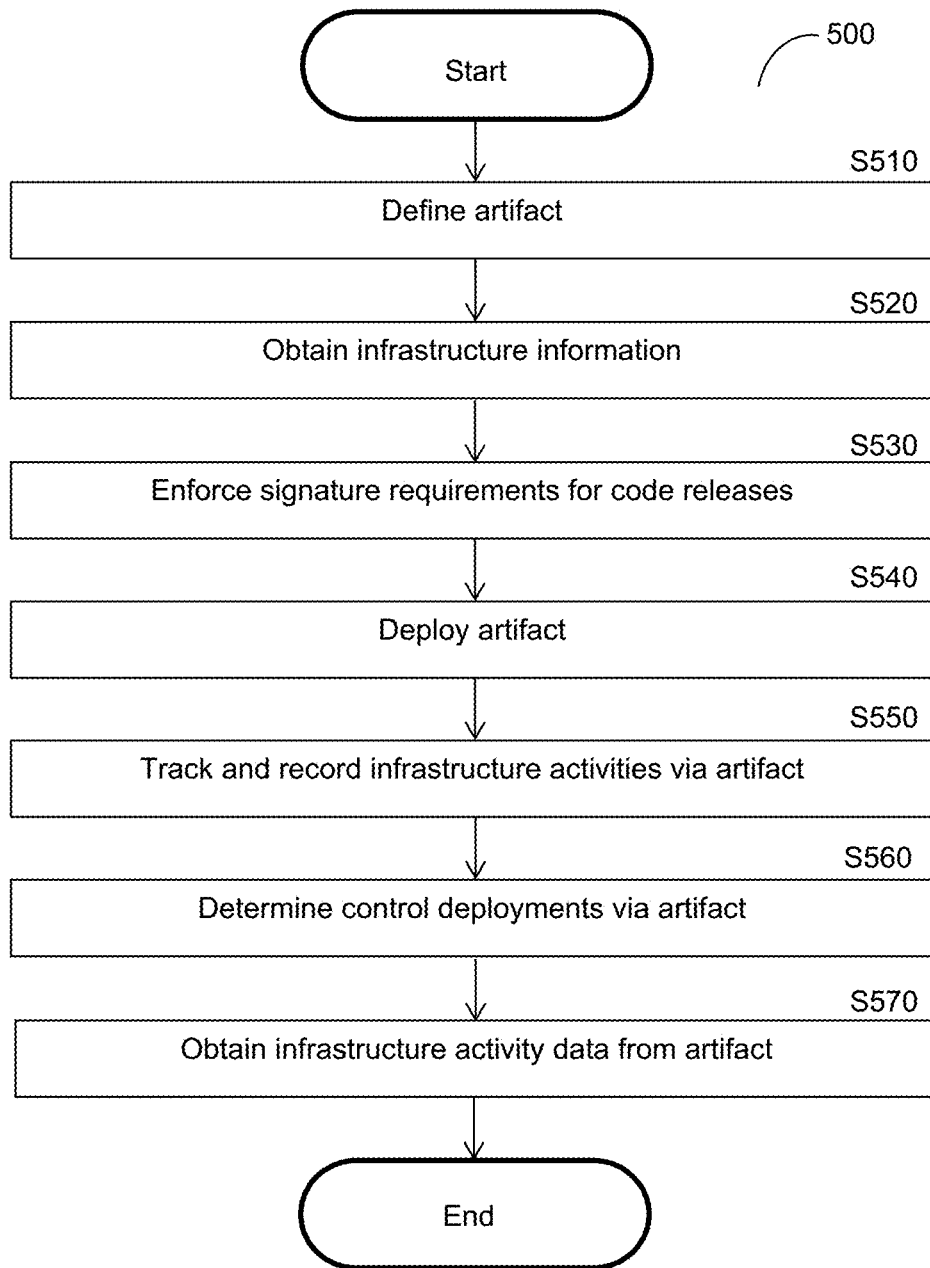 Start
500
S510
Define artifact
S520
Obtain infrastructure information
S530
Enforce signature requirements for code releases
S540
Deploy artifact
S550
Track and record infrastructure activities via artifact
S560
Determine control deployments via artifact
S570
Obtain infrastructure activity data from artifact
End